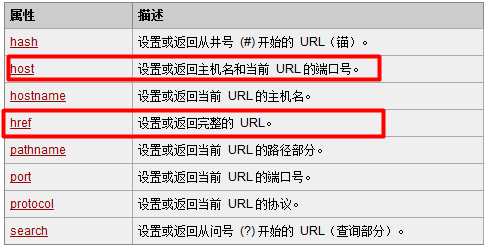 属性 描述
hash 设置或返回从井号 (#) 开始的 URL（锚）。
host 设置或返回主机名和当前 URL 的端口号。
hostname 设置或返回当前 URL 的主机名。
href 设置或返回完整的 URL。
pathname 设置或返回当前 URL 的路径部分。
port 设置或返回当前 URL 的端口号。
protocol 设置或返回当前 URL 的协议。
search 设置或返回从问号 (?) 开始的 URL（查询部分）。